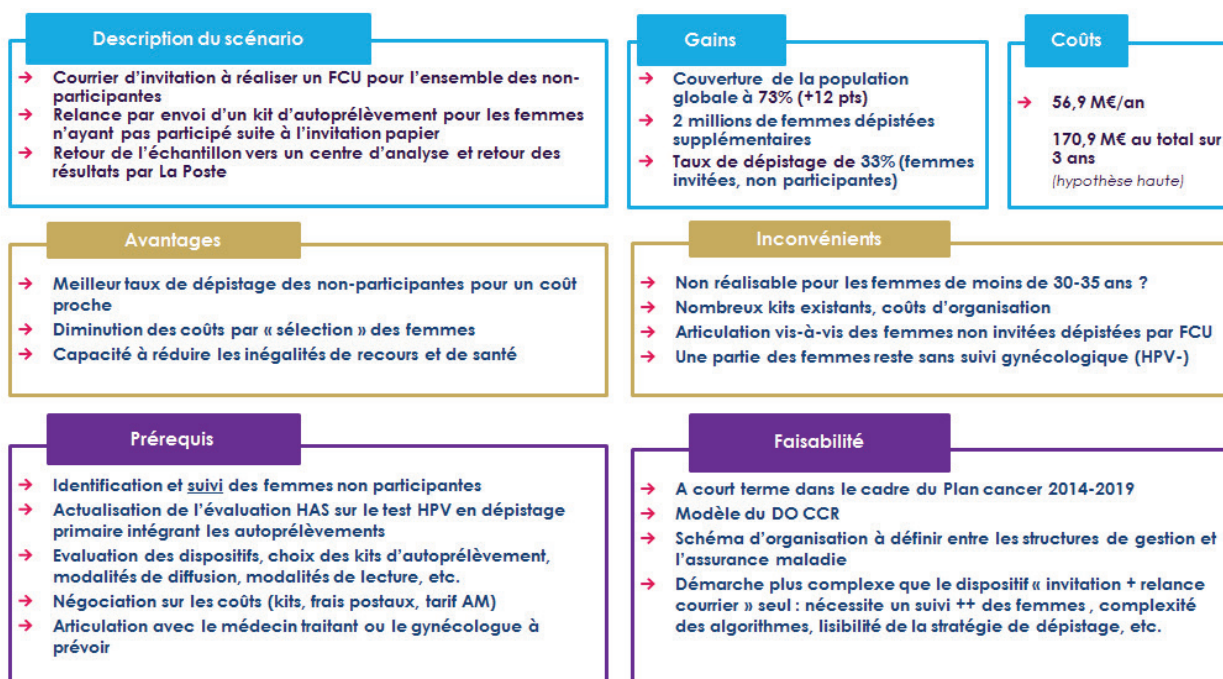 Description du scénario
→ Courrier d’invitation à réaliser un FCU pour l’ensemble des non-
participantes
→ Relance par envoi d’un kit d’autoprélèvement pour les femmes
n’ayant pas participé suite à l’invitation papier
→ Retour de l’échantillon vers un centre d’analyse et retour des
résultats par La Poste
Gains
→ Couverture de la population
globale à 73% (+12 pts)
→ 2 millions de femmes dépistées
supplémentaires
→ Taux de dépistage de 33% (femmes
invitées, non participantes)
Coûts
→ 56,9 M€/an
170,9 M€ au total sur
3 ans
(hypothèse haute)
Avantages
→ Meilleur taux de dépistage des non-participantes pour un coût
proche
→ Diminution des coûts par « sélection » des femmes
→ Capacité à réduire les inégalités de recours et de santé
Inconvénients
→ Non réalisable pour les femmes de moins de 30-35 ans ?
→ Nombreux kits existants, coûts d’organisation
→ Articulation vis-à-vis des femmes non invitées dépistées par FCU
→ Une partie des femmes reste sans suivi gynécologique (HPV-)
Prérequis
→ Identification et suivi des femmes non participantes
→ Actualisation de l’évaluation HAS sur le test HPV en dépistage
primaire intégrant les autoprélèvements
→ Evaluation des dispositifs, choix des kits d’autoprélèvement,
modalités de diffusion, modalités de lecture, etc.
→ Négociation sur les coûts (kits, frais postaux, tarif AM)
→ Articulation avec le médecin traitant ou le gynécologue à
prévoir
Faisabilité
→ A court terme dans le cadre du Plan cancer 2014-2019
→ Modèle du DO CCR
→ Schéma d’organisation à définir entre les structures de gestion et
l’assurance maladie
→ Démarche plus complexe que le dispositif « invitation + relance
courrier » seul : nécessite un suivi ++ des femmes , complexité
des algorithmes, lisibilité de la stratégie de dépistage, etc.